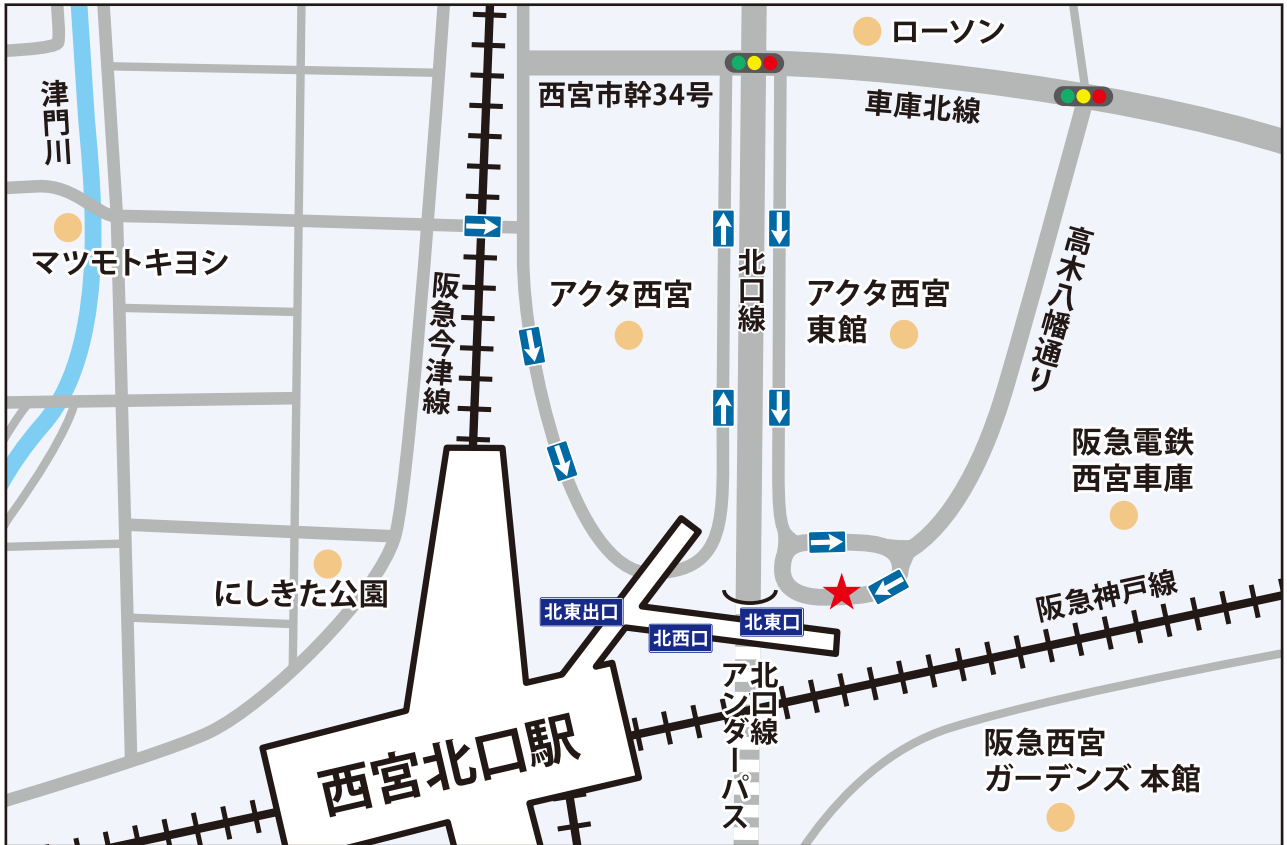 ローソン
西宮市幹34号
車庫北線
津門川
マツモトキヨシ
阪急今津線
アクタ西宮
北口線
アクタ西宮
東館
高木八幡通り
阪急電鉄
西宮車庫
にしきた公園
北東出口
北西口
北東口
阪急神戸線
北口線
アンダーパス
西宮北口駅
阪急西宮
ガーデンズ 本館